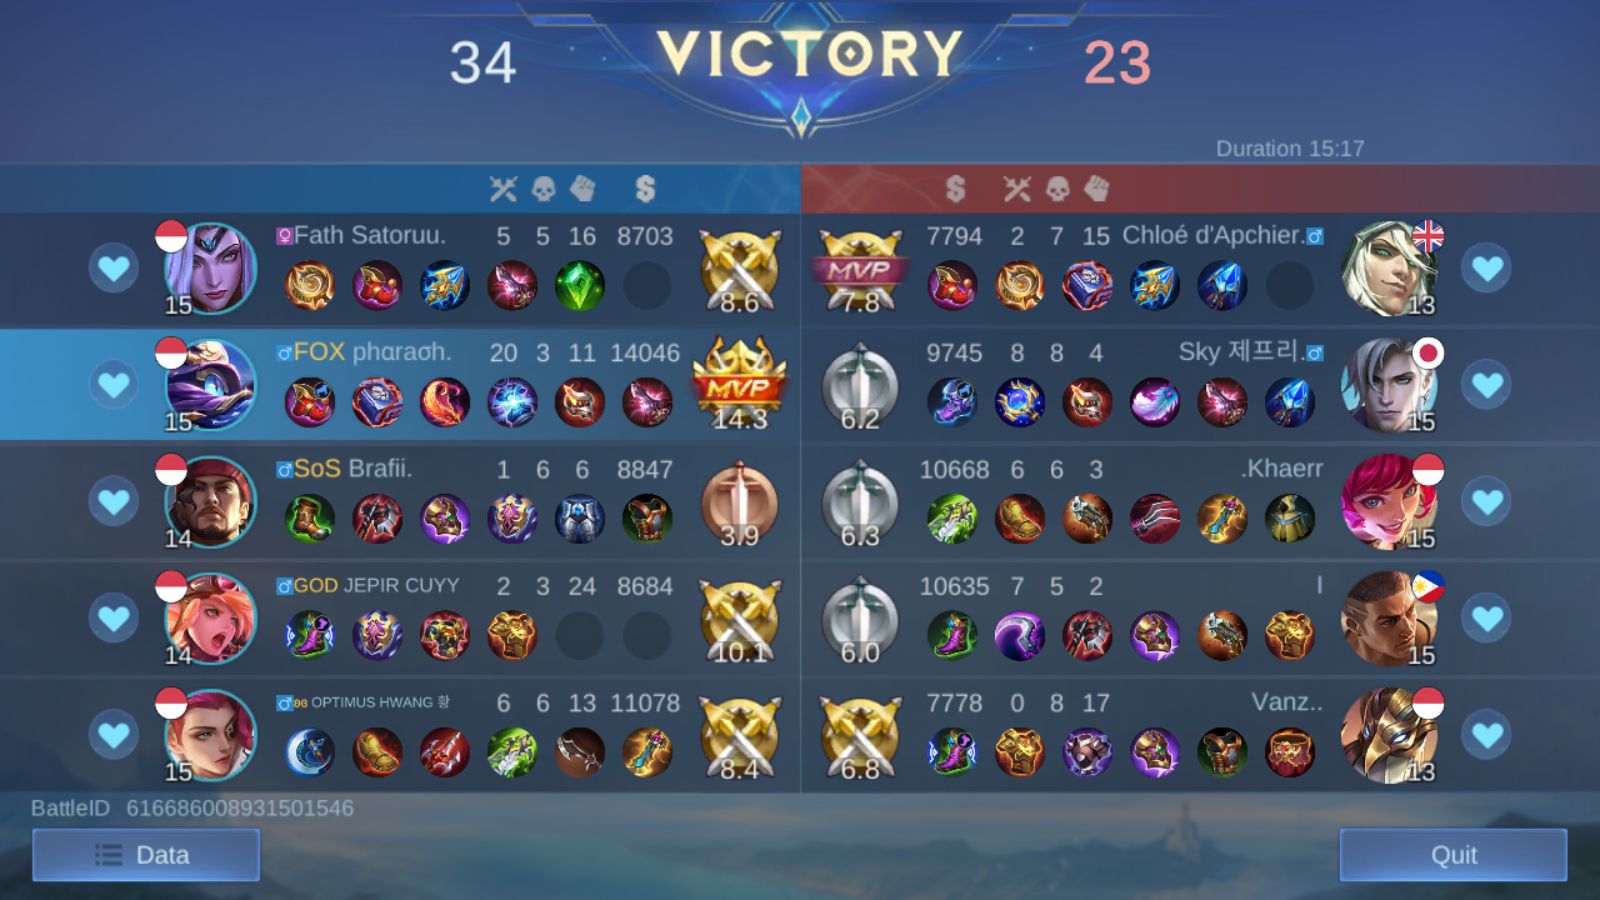 34 VICTORY 23
Duration 15:17
Fath Satoruu. 5 5 16 8703 8.6
15
MVP 7.8 7794 2 7 15 Chloé d'Apchier.
13
FOX pharaoh. 20 3 11 14046 MVP 14.3
15
6.2 9745 8 8 4 Sky 제프리.
15
SoS Brafii. 1 6 6 8847 3.9
14
6.3 10668 6 6 3 .Khaerr
15
GOD JEPIR CUYY 2 3 24 8684 10.1
14
6.0 10635 7 5 2 l
15
OPTIMUS HWANG 황 6 6 13 11078 8.4
15
6.8 7778 0 8 17 Vanz..
13
BattleID 616686008931501546
Data
Quit